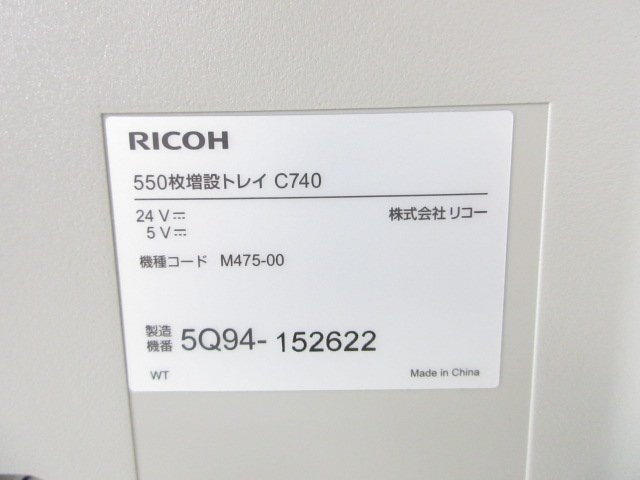 RICOH
550枚増設トレイ C740
24 V⎓ 株式会社リコー
5 V⎓
機種コード M475-00
製造
機番 5Q94-152622
WT Made in China